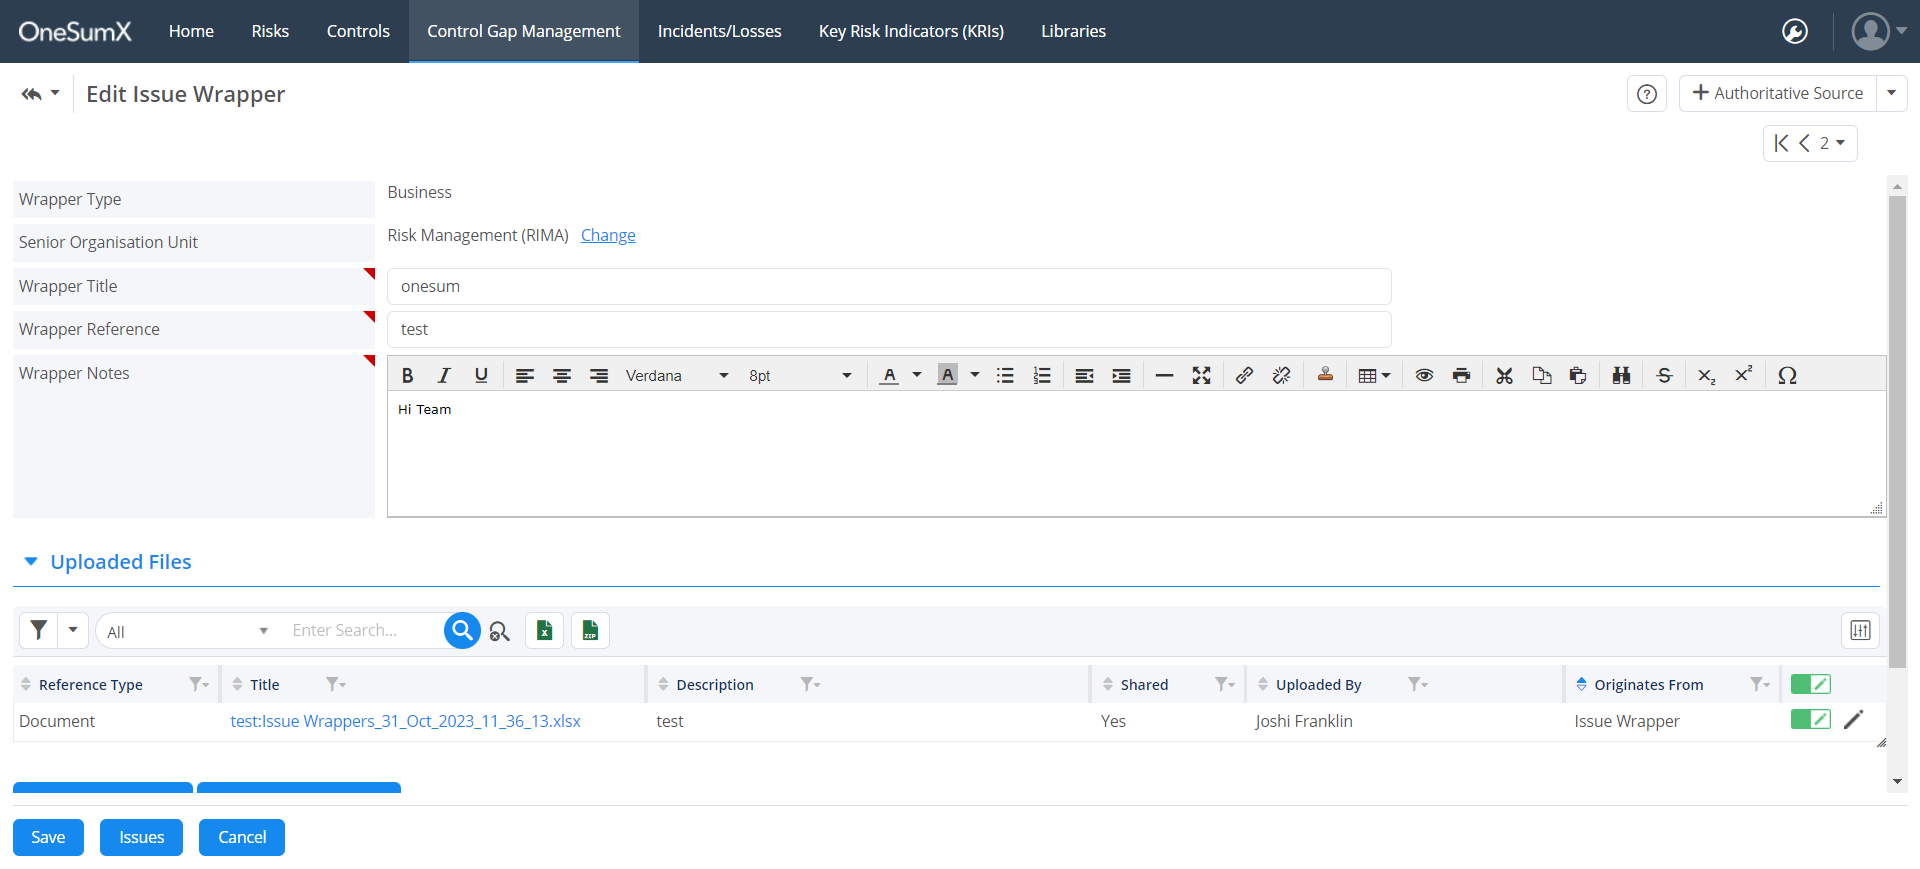 OneSumX Home Risks Controls Control Gap Management Incidents/Losses Key Risk Indicators (KRIs) Libraries
Edit Issue Wrapper
? + Authoritative Source
2
Wrapper Type Business
Senior Organisation Unit Risk Management (RIMA) Change
Wrapper Title onesum
Wrapper Reference test
Wrapper Notes
B I U Verdana 8pt A A S X₂ X² Ω
Hi Team
Uploaded Files
All Enter Search... X ZIP
Reference Type Title Description Shared Uploaded By Originates From
Document test:Issue Wrappers_31_Oct_2023_11_36_13.xlsx test Yes Joshi Franklin Issue Wrapper
Save Issues Cancel